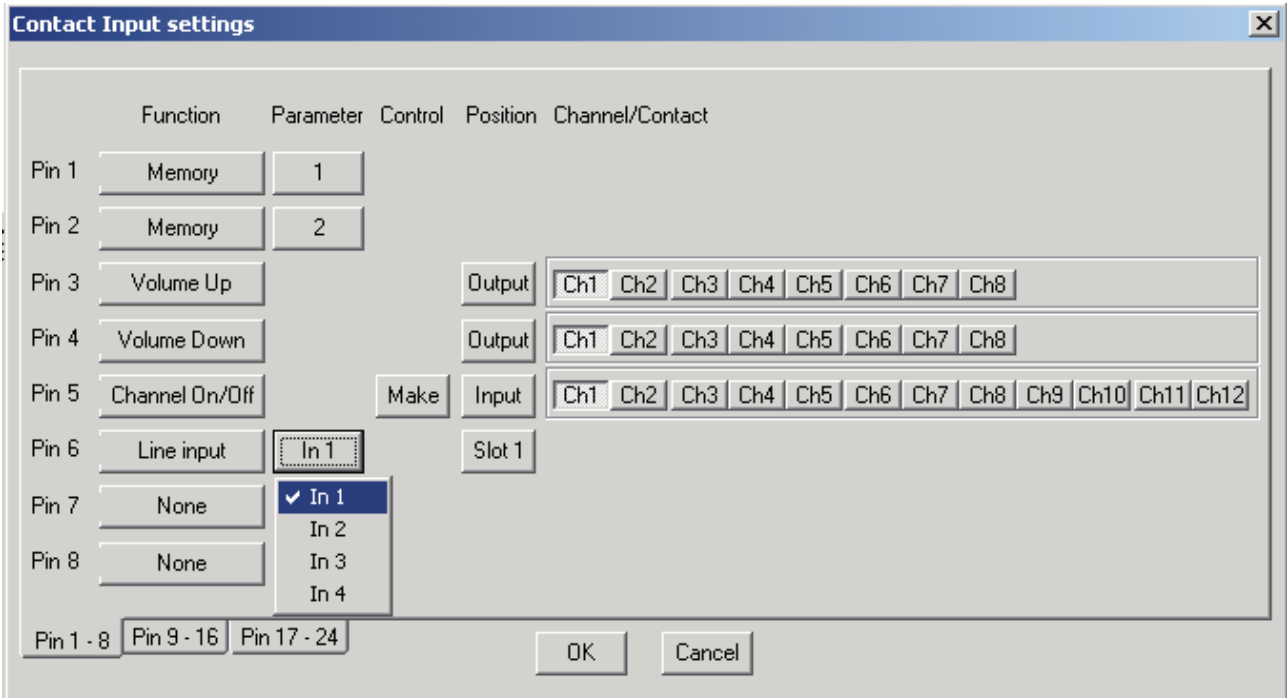 Contact Input settings
Function Parameter Control Position Channel/Contact
Pin 1 Memory 1
Pin 2 Memory 2
Pin 3 Volume Up Output Ch1 Ch2 Ch3 Ch4 Ch5 Ch6 Ch7 Ch8
Pin 4 Volume Down Output Ch1 Ch2 Ch3 Ch4 Ch5 Ch6 Ch7 Ch8
Pin 5 Channel On/Off Make Input Ch1 Ch2 Ch3 Ch4 Ch5 Ch6 Ch7 Ch8 Ch9 Ch10 Ch11 Ch12
Pin 6 Line input In 1 Slot 1
Pin 7 None In 1
In 2
Pin 8 None In 3
In 4
Pin 1 - 8 Pin 9 - 16 Pin 17 - 24
OK Cancel